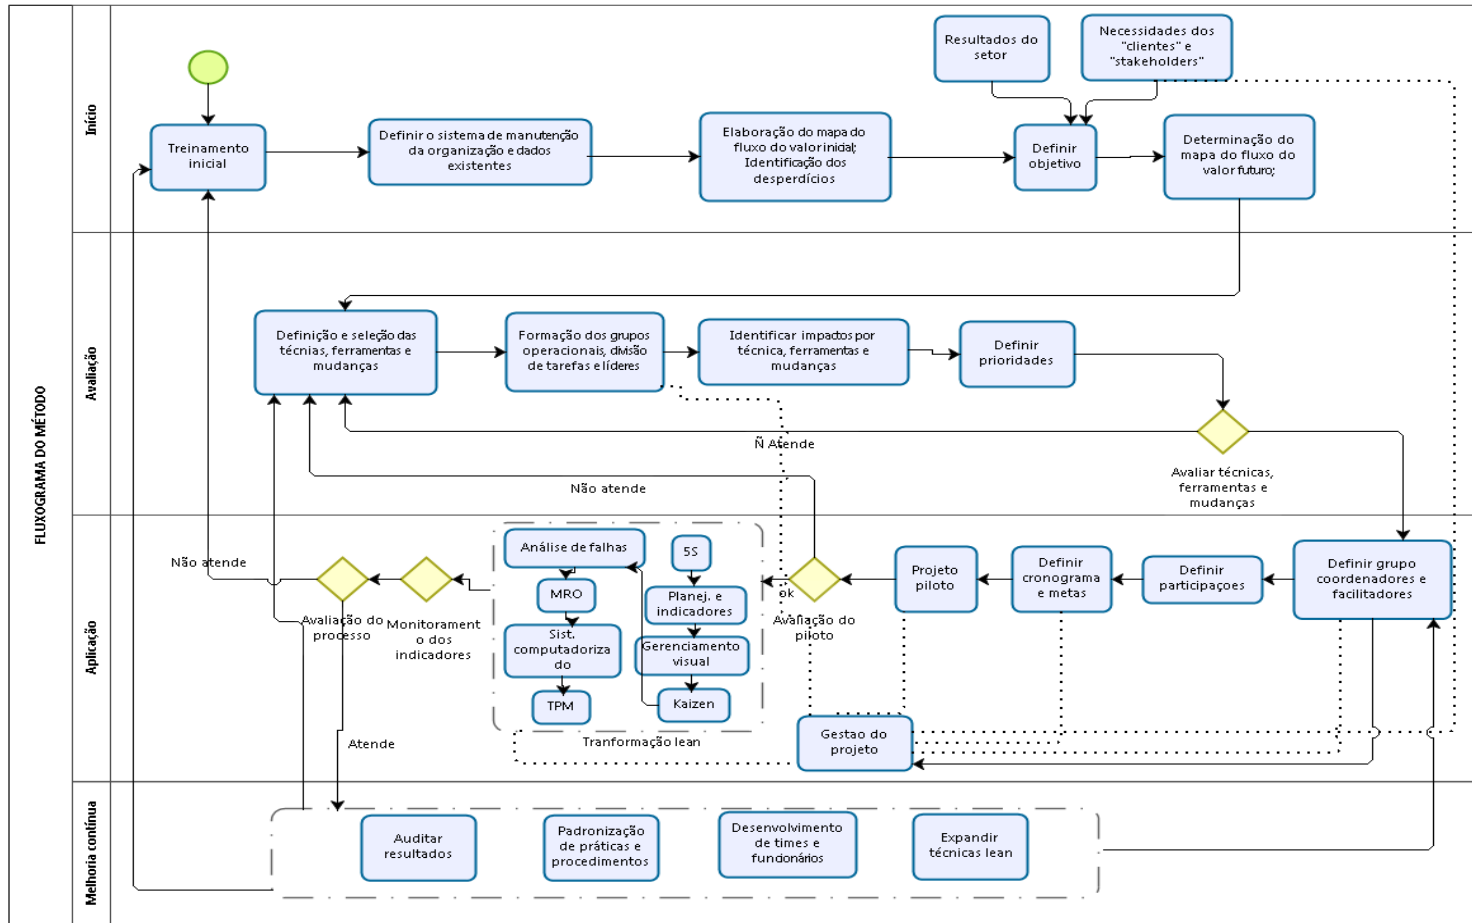 FLUXOGRAMA DO MÉTODO
Início
Resultados do
setor
Necessidades dos
"clientes" e
"stakeholders"
Treinamento
inicial
Definir o sistema de manutenção
da organização e dados
existentes
Elaboração do mapa do
fluxo do valor inicial;
Identificação dos
desperdícios
Definir
objetivo
Determinação do
mapa do fluxo do
valor futuro;
Avaliação
Definição e seleção das
técnias, ferramentas e
mudanças
Formação dos grupos
operacionais, divisão
de tarefas e líderes
Identificar impactos por
técnica, ferramentas e
mudanças
Definir
prioridades
Ñ Atende
Avaliar técnicas,
ferramentas e
mudanças
Não atende
Aplicação
Não atende
Avaliação do
processo
Monitorament
o dos
indicadores
Análise de falhas
MRO
Sist.
computadoriza
do
TPM
5S
Planej. e
indicadores
Gerenciamento
visual
Kaizen
Tranformação lean
ok
Avaliação do
piloto
Projeto
piloto
Definir
cronograma
e metas
Definir
participaçoes
Definir grupo
coordenadores e
facilitadores
Gestao do
projeto
Atende
Melhoria contínua
Auditar
resultados
Padronização
de práticas e
procedimentos
Desenvolvimento
de times e
funcionários
Expandir
técnicas lean